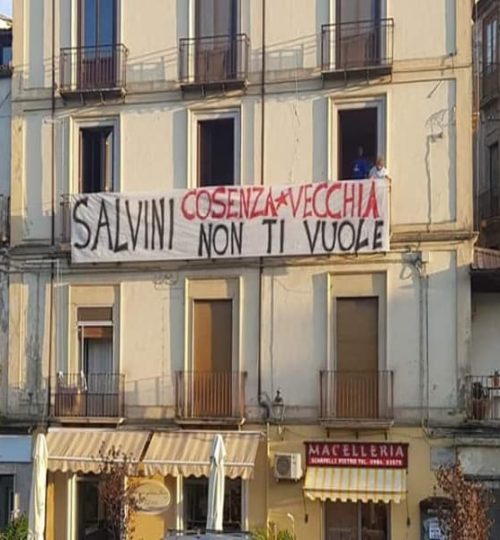 SALVINI COSENZA★VECCHIA
NON TI VUOLE
MACELLERIA